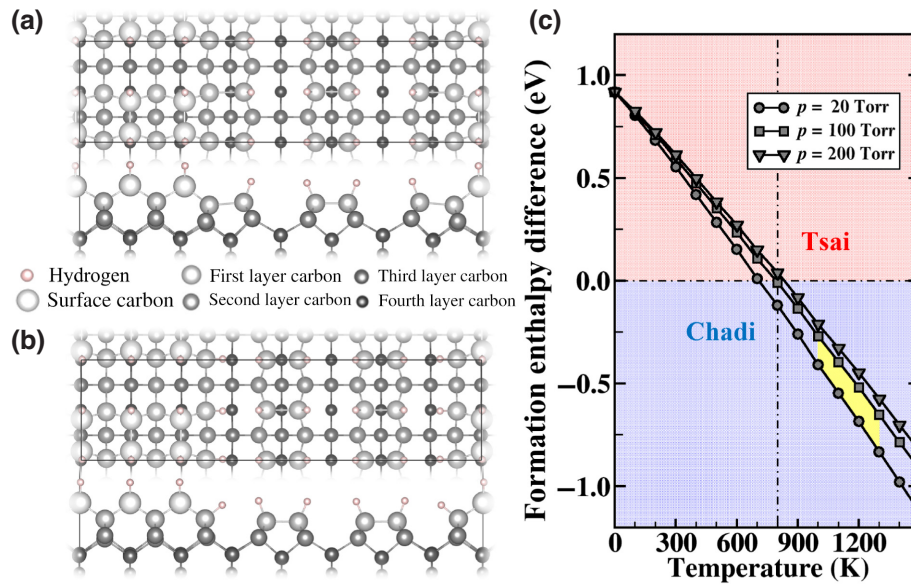 (a)
Hydrogen
First layer carbon
Third layer carbon
Surface carbon
Second layer carbon
Fourth layer carbon
(b)
(c)
Formation enthalpy difference (eV)
1.0
0.5
0.0
−0.5
−1.0
p = 20 Torr
p = 100 Torr
p = 200 Torr
Tsai
Chadi
0 300 600 900 1200
Temperature (K)